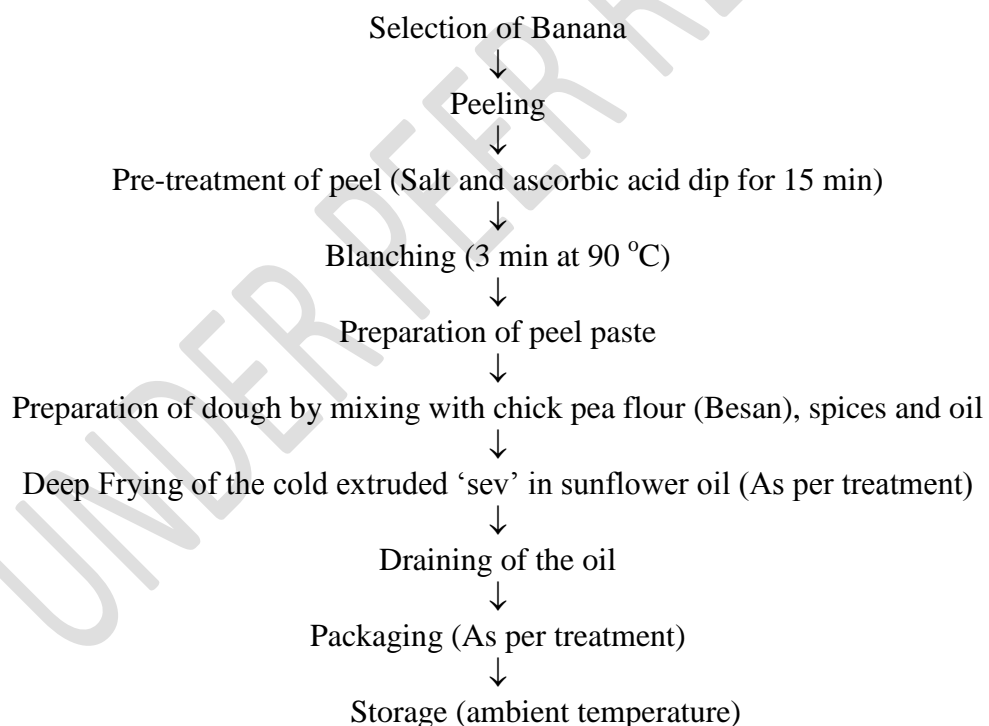 Selection of Banana
↓
Peeling
↓
Pre-treatment of peel (Salt and ascorbic acid dip for 15 min)
↓
Blanching (3 min at 90 °C)
↓
Preparation of peel paste
↓
Preparation of dough by mixing with chick pea flour (Besan), spices and oil
↓
Deep Frying of the cold extruded ‘sev’ in sunflower oil (As per treatment)
↓
Draining of the oil
↓
Packaging (As per treatment)
↓
Storage (ambient temperature)
UNDER PEER RE